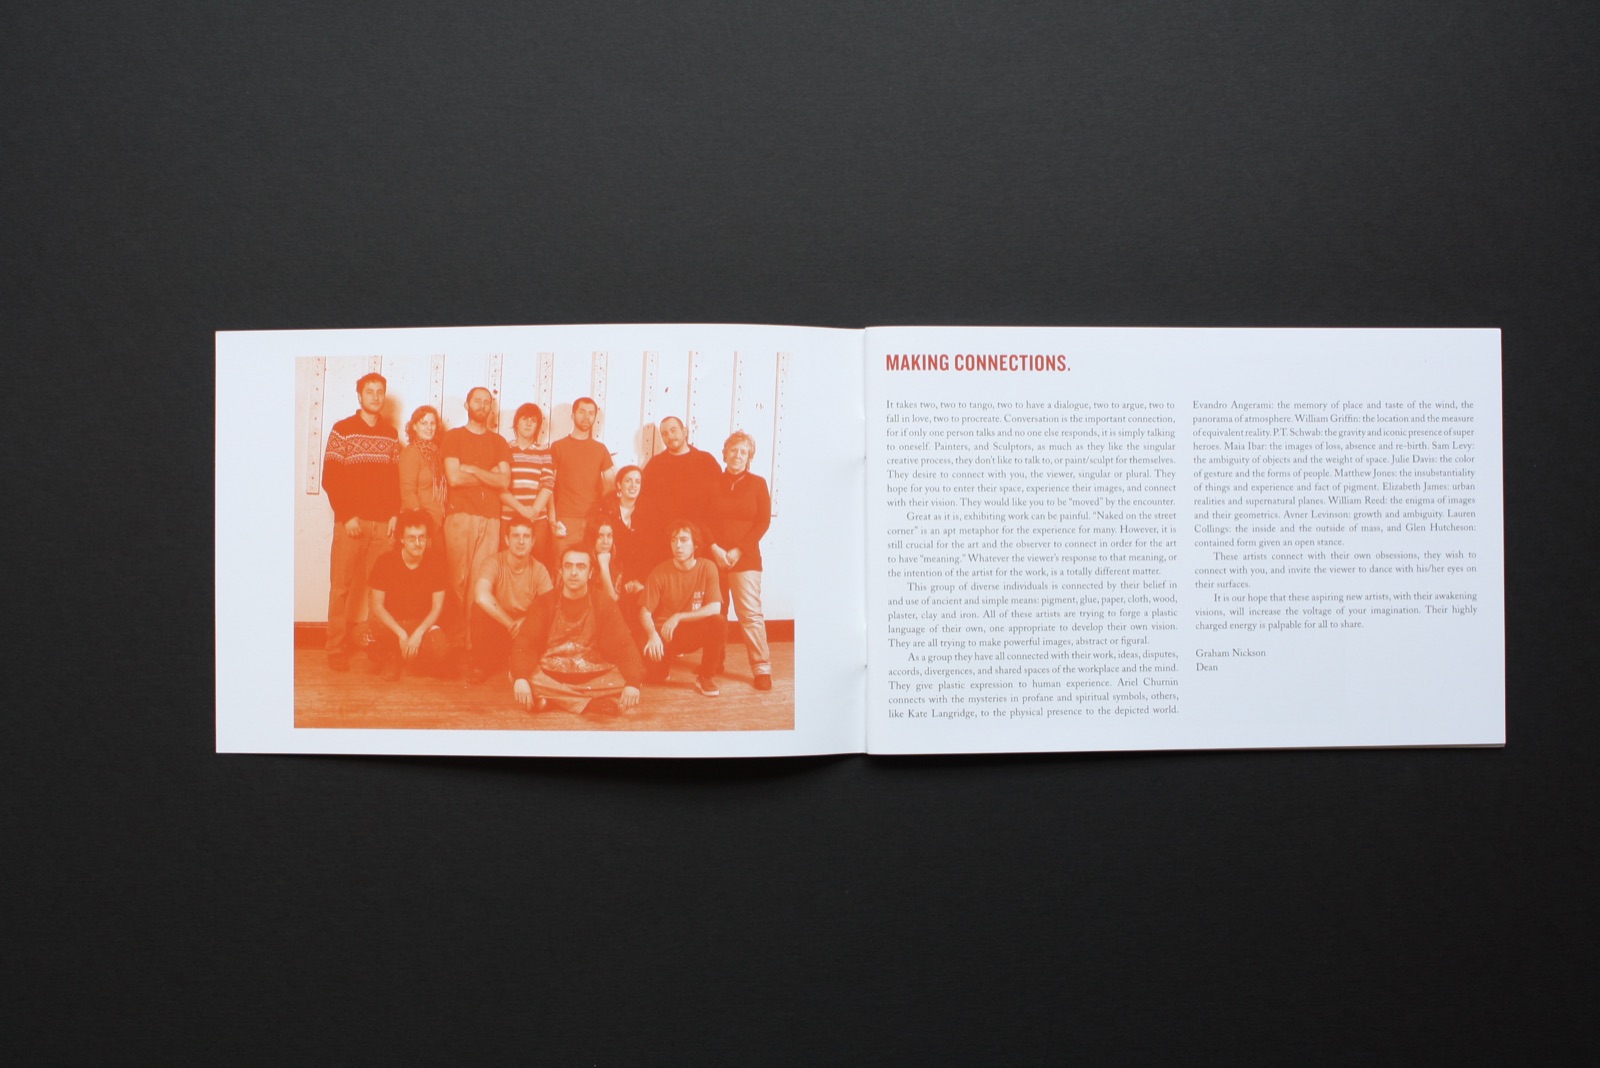 MAKING CONNECTIONS.
It takes two, two to tango, two to have a dialogue, two to argue, two to
fall in love, two to procreate. Conversation is the important connection,
for if only one person talks and no one else responds, it is simply talking
to oneself. Painters, and Sculptors, as much as they like the singular
creative process, they don't like to talk to, or paint/sculpt for themselves.
They desire to connect with you, the viewer, singular or plural. They
hope for you to enter their space, experience their images, and connect
with their vision. They would like you to be "moved" by the encounter.
Great as it is, exhibiting work can be painful. "Naked on the street
corner" is an apt metaphor for the experience for many. However, it is
still crucial for the art and the observer to connect in order for the art
to have "meaning." Whatever the viewer's response to that meaning, or
the intention of the artist for the work, is a totally different matter.
This group of diverse individuals is connected by their belief in
and use of ancient and simple means: pigment, glue, paper, cloth, wood,
plaster, clay and iron. All of these artists are trying to forge a plastic
language of their own, one appropriate to develop their own vision.
They are all trying to make powerful images, abstract or figural.
As a group they have all connected with their work, ideas, disputes,
accords, divergences, and shared spaces of the workplace and the mind.
They give plastic expression to human experience. Ariel Churnin
connects with the mysteries in profane and spiritual symbols, others,
like Kate Langridge, to the physical presence to the depicted world.
Evandro Angerami: the memory of place and taste of the wind, the
panorama of atmosphere. William Griffin: the location and the measure
of equivalent reality. P.T. Schwab: the gravity and iconic presence of super
heroes. Maia Ibar: the images of loss, absence and re-birth. Sam Levy:
the ambiguity of objects and the weight of space. Julie Davis: the color
of gesture and the forms of people. Matthew Jones: the insubstantiality
of things and experience and fact of pigment. Elizabeth James: urban
realities and supernatural planes. William Reed: the enigma of images
and their geometrics. Avner Levinson: growth and ambiguity. Lauren
Collings: the inside and the outside of mass, and Glen Hutcheson:
contained form given an open stance.
These artists connect with their own obsessions, they wish to
connect with you, and invite the viewer to dance with his/her eyes on
their surfaces.
It is our hope that these aspiring new artists, with their awakening
visions, will increase the voltage of your imagination. Their highly
charged energy is palpable for all to share.
Graham Nickson
Dean